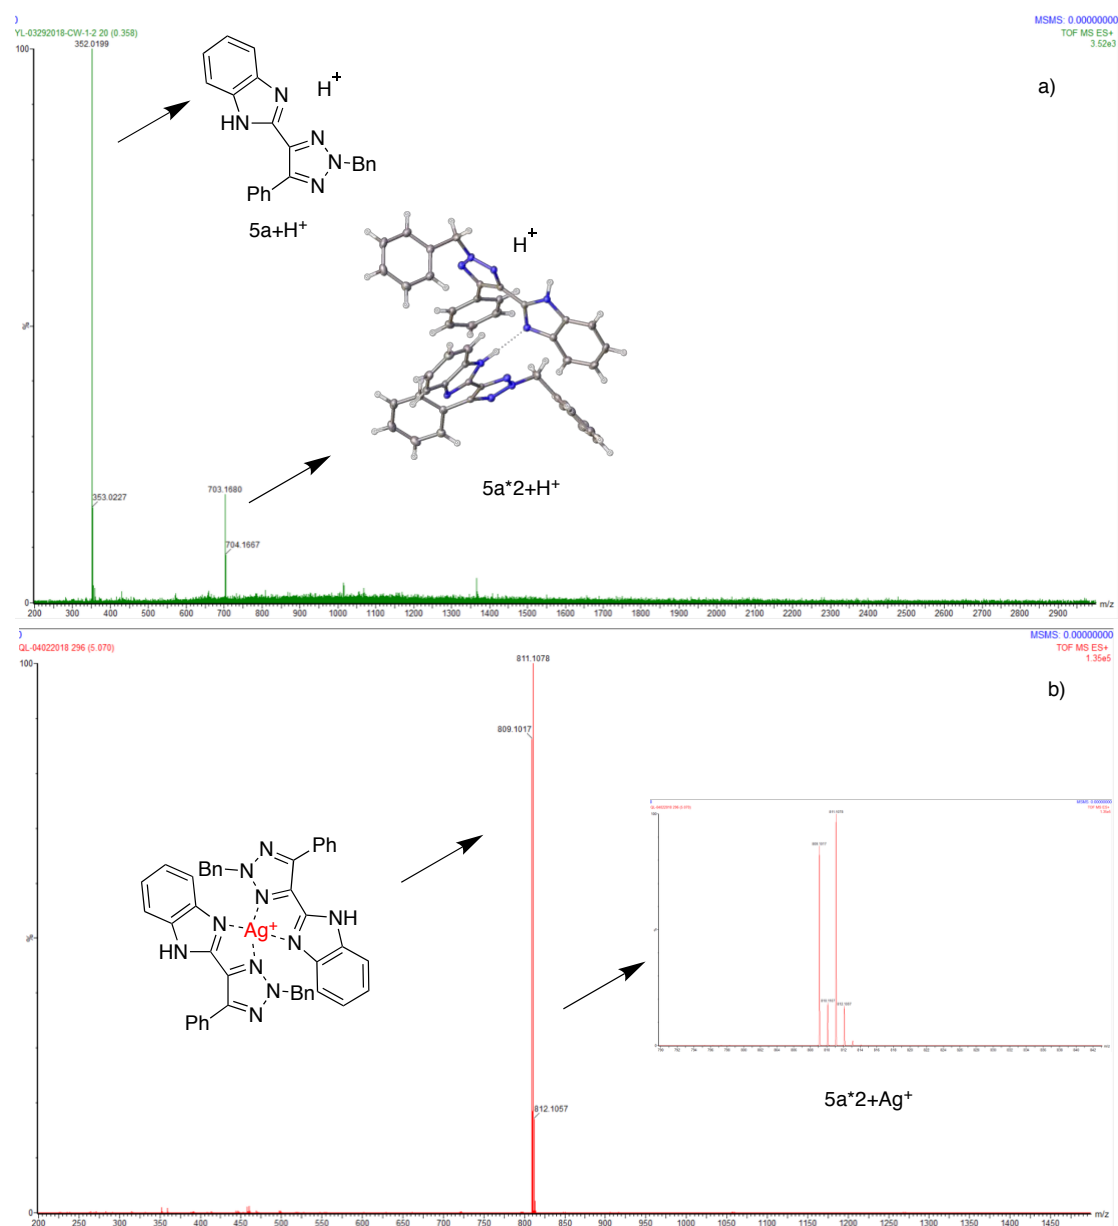 MSMS: 0.00000000
YL-03292018-CW-1-2 20 (0.358)
TOF MS ES+
3.52e3
100
352.0199
a)
N
H+
HN
N
N
Bn
Ph
N
5a+H+
H+
%
5a*2+H+
353.0227
703.1680
704.1667
0
200 300 400 500 600 700 800 900 1000 1100 1200 1300 1400 1500 1600 1700 1800 1900 2000 2100 2200 2300 2400 2500 2600 2700 2800 2900
m/z
MSMS: 0.00000000
QL-04022018 296 (5.070)
TOF MS ES+
1.35e5
100
811.1078
b)
809.1017
N
Ph
Bn
N
N
N
Ag+
NH
N
HN
N
N
Bn
Ph
N
%
5a*2+Ag+
812.1057
0
200 250 300 350 400 450 500 550 600 650 700 750 800 850 900 950 1000 1050 1100 1150 1200 1250 1300 1350 1400 1450
m/z